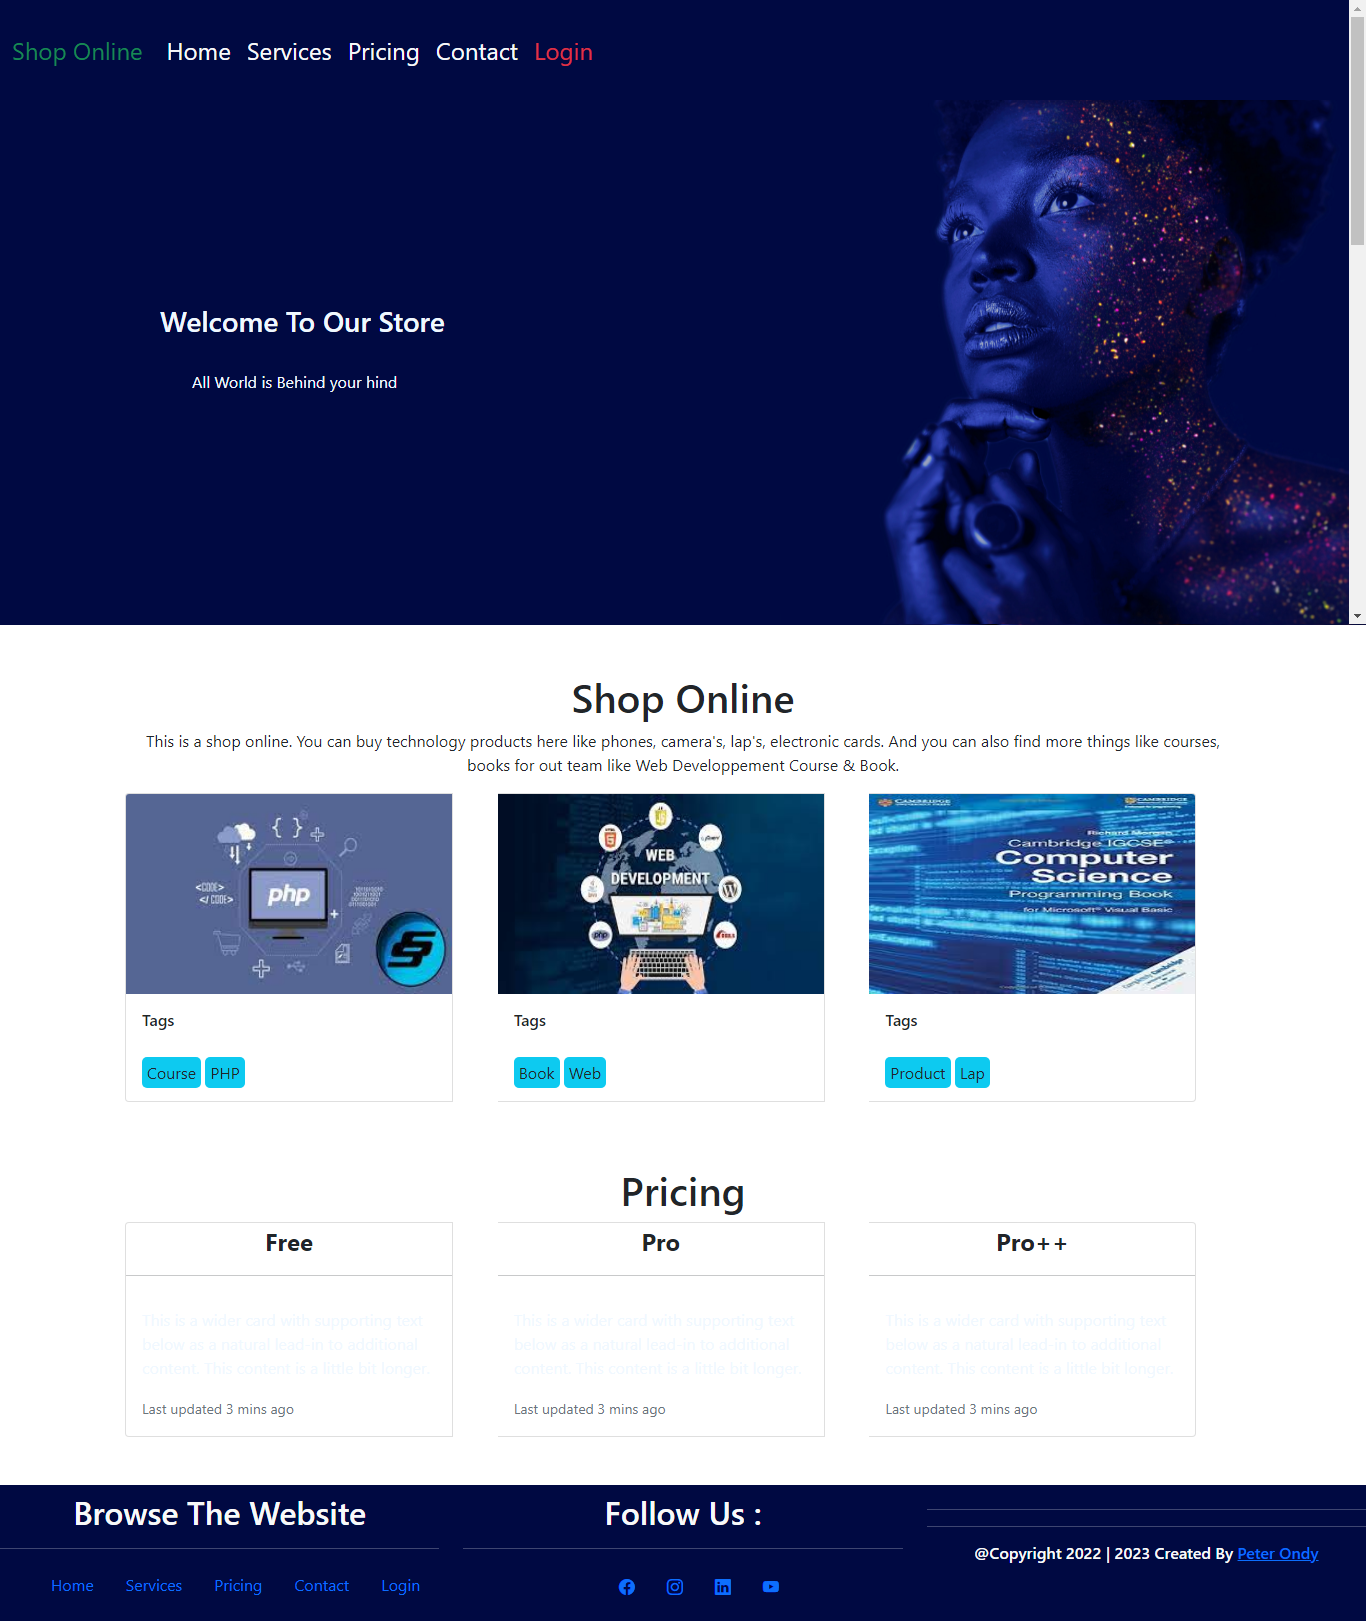 Shop Online Home Services Pricing Contact Login
Welcome To Our Store
All World is Behind your hind
Shop Online
This is a shop online. You can buy technology products here like phones, camera's, lap's, electronic cards. And you can also find more things like courses,
books for out team like Web Developpement Course & Book.
{ }
<CODE>
</ CODE>
php
WEB
DEVELOPMENT
php
CAMBRIDGE
Richard Morgan
Cambridge IGCSE®
Computer
Science
Programming Book
for Microsoft® Visual Basic
Tags
Course PHP
Tags
Book Web
Tags
Product Lap
Pricing
Free
This is a wider card with supporting text
below as a natural lead-in to additional
content. This content is a little bit longer.
Last updated 3 mins ago
Pro
This is a wider card with supporting text
below as a natural lead-in to additional
content. This content is a little bit longer.
Last updated 3 mins ago
Pro++
This is a wider card with supporting text
below as a natural lead-in to additional
content. This content is a little bit longer.
Last updated 3 mins ago
Browse The Website
Home Services Pricing Contact Login
Follow Us :
@Copyright 2022 | 2023 Created By Peter Ondy